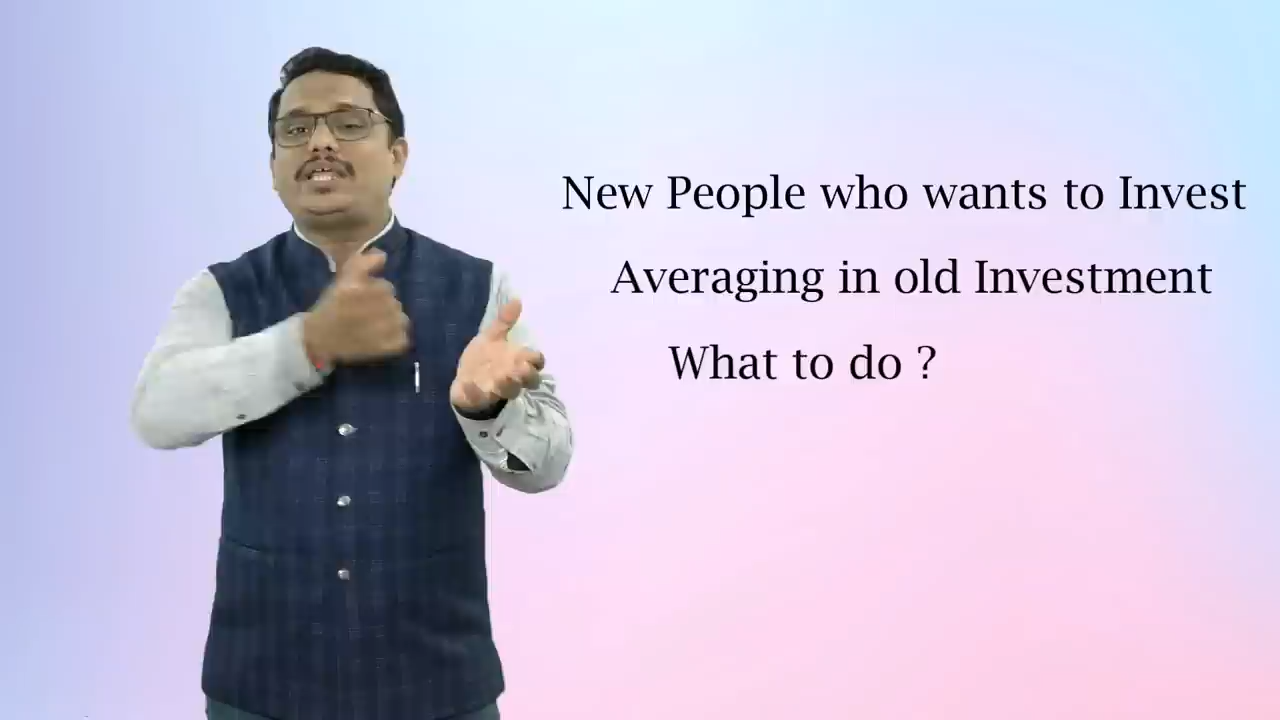 New People who wants to Invest
Averaging in old Investment
What to do ?